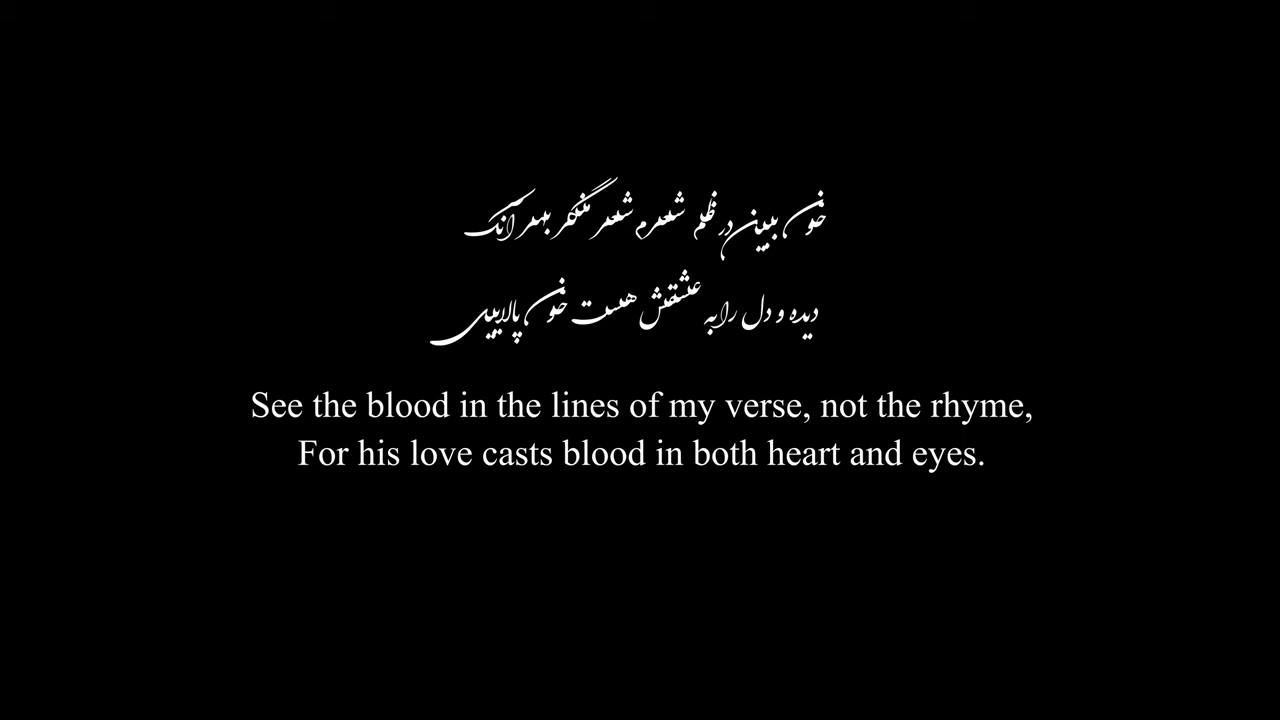 خون ببین در نظم شعرم شعر منگر بهر آنک
دیده و دل را به عشقش هست خون پالاییی
See the blood in the lines of my verse, not the rhyme,
For his love casts blood in both heart and eyes.